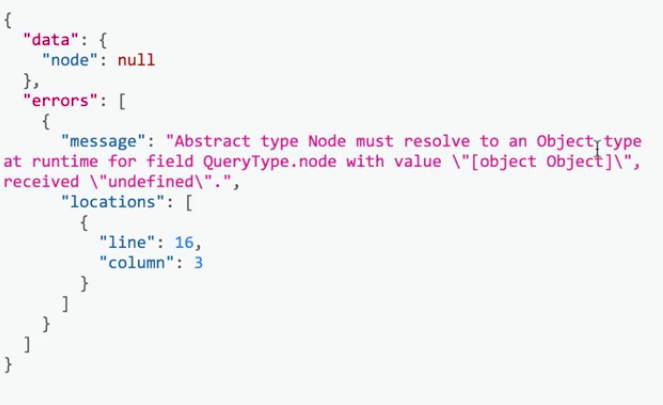 {
  "data": {
    "node": null
  },
  "errors": [
    {
      "message": "Abstract type Node must resolve to an Object type
at runtime for field QueryType.node with value \"[object Object]\",
received \"undefined\".",
      "locations": [
        {
          "line": 16,
          "column": 3
        }
      ]
    }
  ]
}